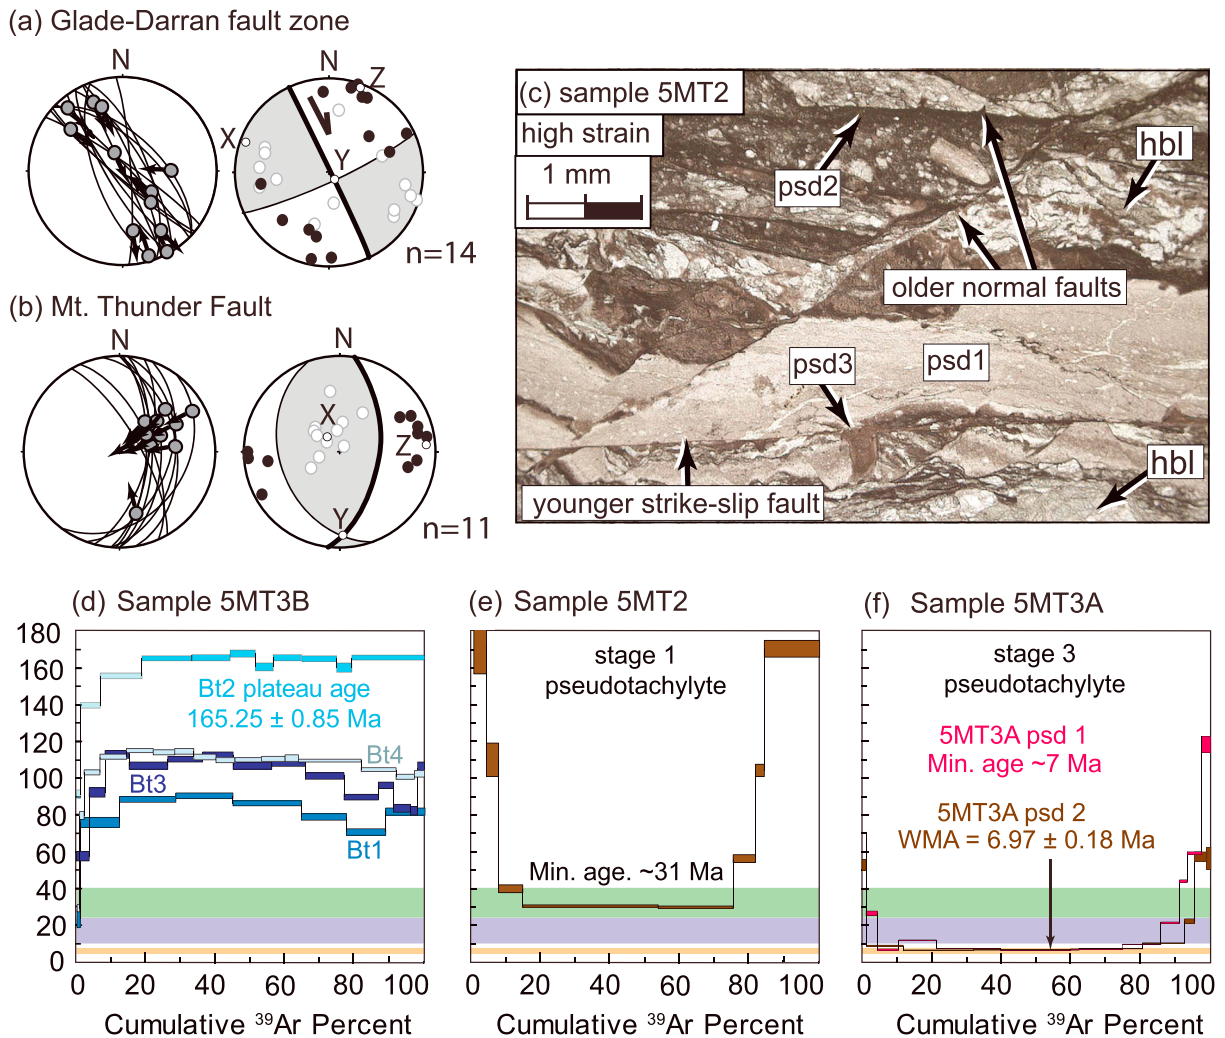 (a) Glade-Darran fault zone
N
N
Z
X
Y
n=14
(b) Mt. Thunder Fault
N
N
X
Z
Y
n=11
(c) sample 5MT2
high strain
1 mm
psd2
hbl
older normal faults
psd3
psd1
hbl
younger strike-slip fault
(d) Sample 5MT3B
180
160
140
120
100
80
60
40
20
0
Bt2 plateau age
165.25 ± 0.85 Ma
Bt4
Bt3
Bt1
0 20 40 60 80 100
Cumulative ³⁹Ar Percent
(e) Sample 5MT2
stage 1
pseudotachylyte
Min. age. ~31 Ma
0 20 40 60 80 100
Cumulative ³⁹Ar Percent
(f) Sample 5MT3A
stage 3
pseudotachylyte
5MT3A psd 1
Min. age ~7 Ma
5MT3A psd 2
WMA = 6.97 ± 0.18 Ma
0 20 40 60 80 100
Cumulative ³⁹Ar Percent